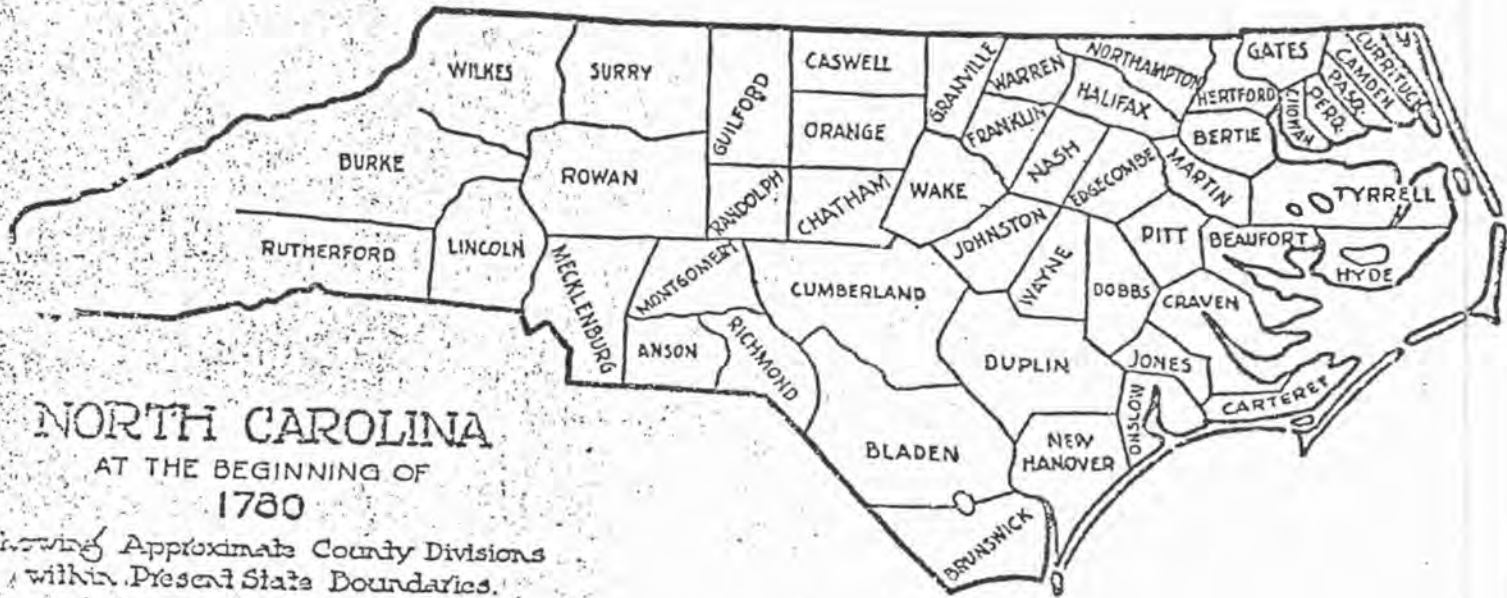 WILKES
SURRY
GUILFORD
CASWELL
ORANGE
GRANVILLE
WARREN
FRANKLIN
NORTHAMPTON
HALIFAX
HERTFORD
GATES
CURRITUCK
CAMDEN
PASQ.
PERQ.
CHOWAN
BERTIE
BURKE
ROWAN
RANDOLPH
CHATHAM
WAKE
NASH
EDGECOMBE
MARTIN
TYRRELL
RUTHERFORD
LINCOLN
MECKLENBURG
MONTGOMERY
CUMBERLAND
JOHNSTON
WAYNE
DOBBS
PITT
BEAUFORT
HYDE
CRAVEN
ANSON
RICHMOND
DUPLIN
JONES
CARTERET
ONSLOW
BLADEN
NEW
HANOVER
BRUNSWICK
NORTH CAROLINA
AT THE BEGINNING OF
1780
Approximate County Divisions
within Present State Boundaries.